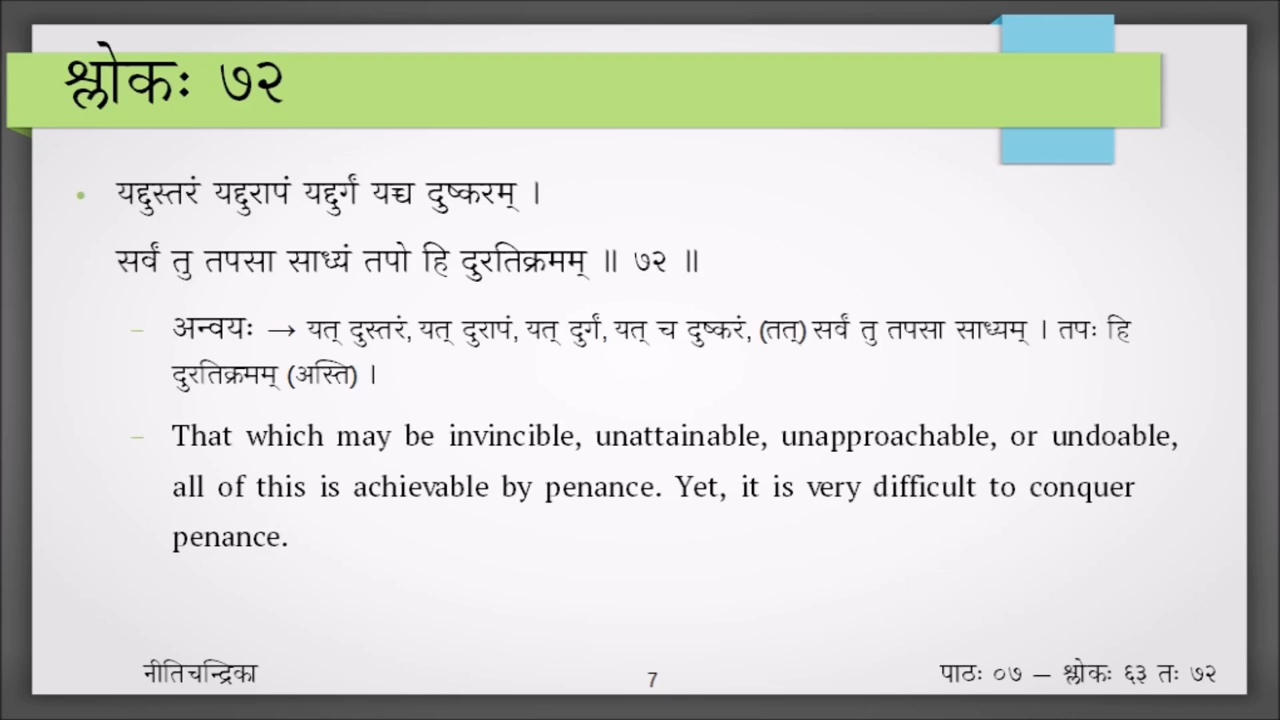 श्लोकः ७२
• यद्दुस्तरं यद्दुरापं यद्दुर्गं यच्च दुष्करम् ।
सर्वं तु तपसा साध्यं तपो हि दुरतिक्रमम् ॥ ७२ ॥
– अन्वयः → यत् दुस्तरं, यत् दुरापं, यत् दुर्गं, यत् च दुष्करं, (तत्) सर्वं तु तपसा साध्यम् । तपः हि
दुरतिक्रमम् (अस्ति) ।
– That which may be invincible, unattainable, unapproachable, or undoable,
all of this is achievable by penance. Yet, it is very difficult to conquer
penance.
नीतिचन्द्रिका
7
पाठः ०७ – श्लोकः ६३ तः ७२